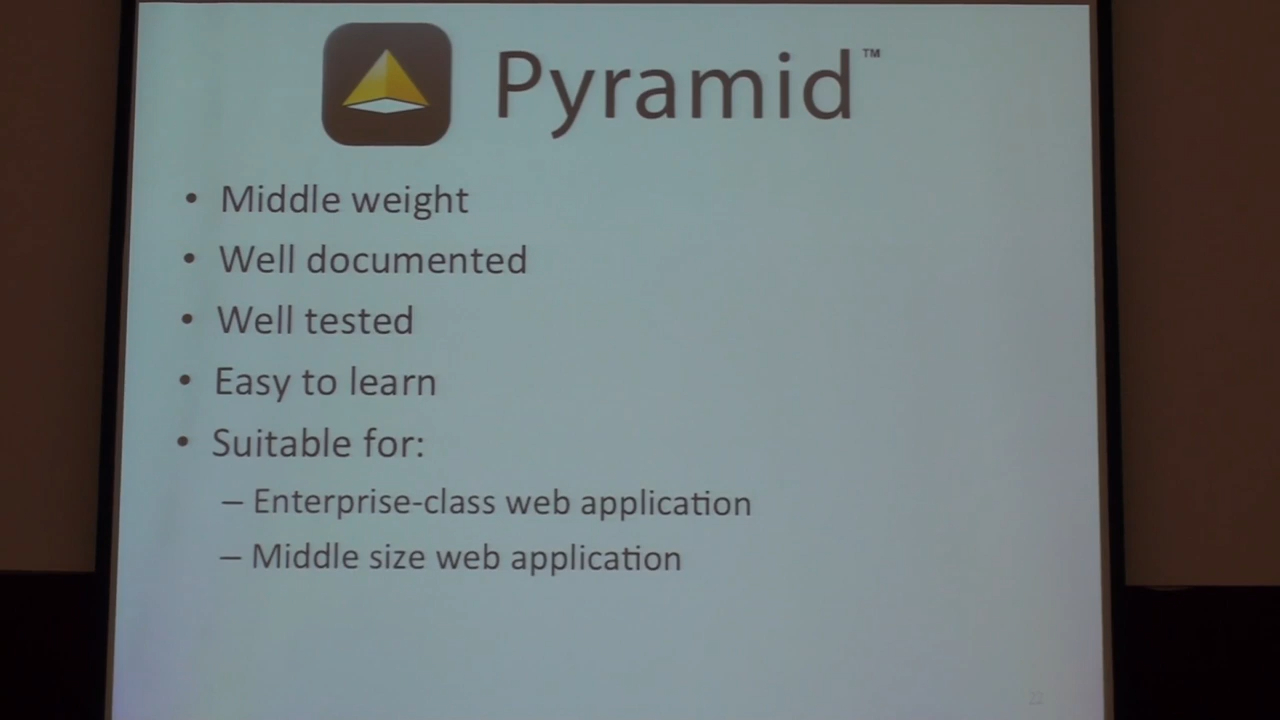 Pyramid™
• Middle weight
• Well documented
• Well tested
• Easy to learn
• Suitable for:
– Enterprise-class web application
– Middle size web application